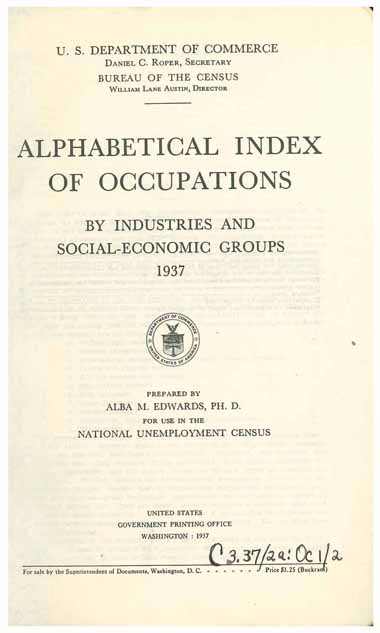 U. S. DEPARTMENT OF COMMERCE
DANIEL C. ROPER, SECRETARY
BUREAU OF THE CENSUS
WILLIAM LANE AUSTIN, DIRECTOR
ALPHABETICAL INDEX
OF OCCUPATIONS
BY INDUSTRIES AND
SOCIAL-ECONOMIC GROUPS
1937
DEPARTMENT OF COMMERCE
UNITED STATES OF AMERICA
PREPARED BY
ALBA M. EDWARDS, PH. D.
FOR USE IN THE
NATIONAL UNEMPLOYMENT CENSUS
UNITED STATES
GOVERNMENT PRINTING OFFICE
WASHINGTON : 1937
C 3.37/2a: Oc 1/2
For sale by the Superintendent of Documents, Washington, D. C. - - - - - - Price $1.25 (Buckram)